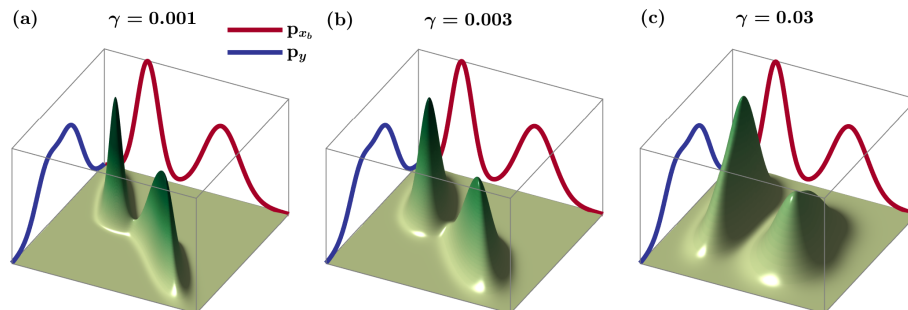 (a) γ = 0.001
p_{x_b}
p_y
(b) γ = 0.003
(c) γ = 0.03